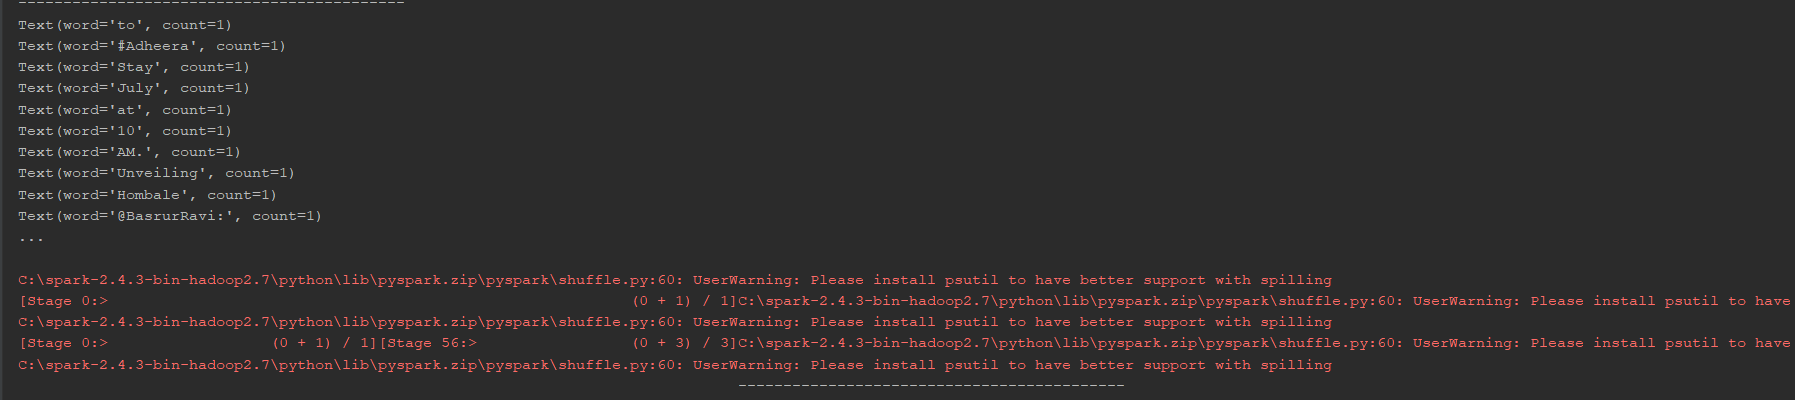 -------------------------------------------
Text(word='to', count=1)
Text(word='#Adheera', count=1)
Text(word='Stay', count=1)
Text(word='July', count=1)
Text(word='at', count=1)
Text(word='10', count=1)
Text(word='AM.', count=1)
Text(word='Unveiling', count=1)
Text(word='Hombale', count=1)
Text(word='@BasrurRavi:', count=1)
...
C:\spark-2.4.3-bin-hadoop2.7\python\lib\pyspark.zip\pyspark\shuffle.py:60: UserWarning: Please install psutil to have better support with spilling
[Stage 0:>                                                          (0 + 1) / 1]C:\spark-2.4.3-bin-hadoop2.7\python\lib\pyspark.zip\pyspark\shuffle.py:60: UserWarning: Please install psutil to have
C:\spark-2.4.3-bin-hadoop2.7\python\lib\pyspark.zip\pyspark\shuffle.py:60: UserWarning: Please install psutil to have better support with spilling
[Stage 0:>                  (0 + 1) / 1][Stage 56:>                 (0 + 3) / 3]C:\spark-2.4.3-bin-hadoop2.7\python\lib\pyspark.zip\pyspark\shuffle.py:60: UserWarning: Please install psutil to have
C:\spark-2.4.3-bin-hadoop2.7\python\lib\pyspark.zip\pyspark\shuffle.py:60: UserWarning: Please install psutil to have better support with spilling
-------------------------------------------